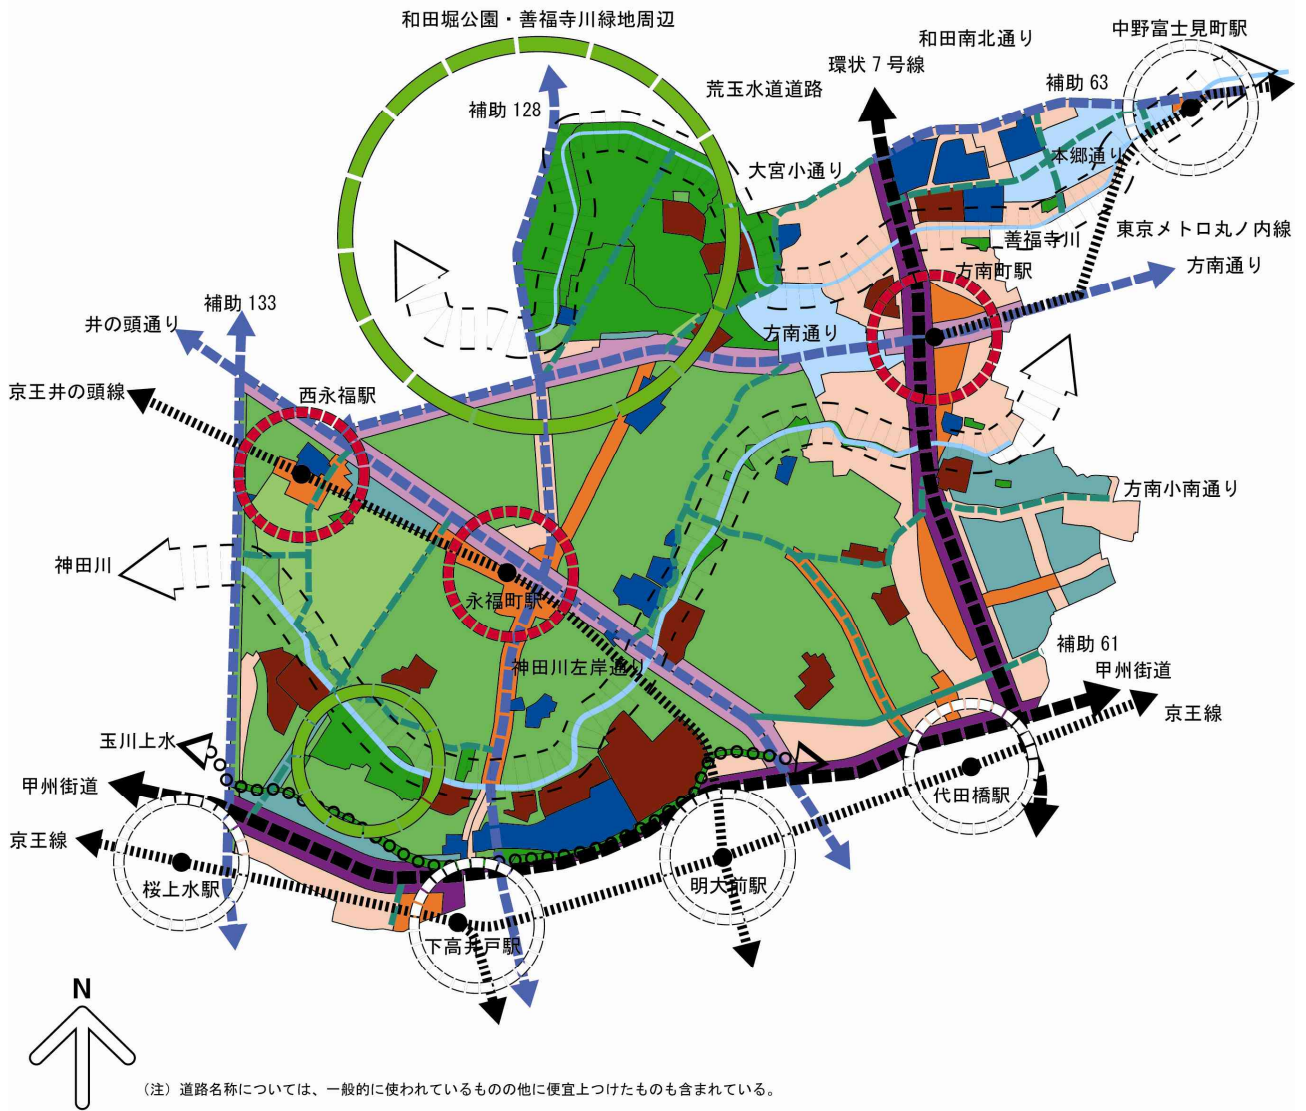 和田堀公園・善福寺川緑地周辺
和田南北通り
中野富士見町駅
環状7号線
補助 63
荒玉水道道路
補助 128
本郷通り
大宮小通り
東京メトロ丸ノ内線
善福寺川
方南町駅
方南通り
補助 133
井の頭通り
方南通り
京王井の頭線
西永福駅
方南小南通り
神田川
永福町駅
補助 61
神田川左岸通り
甲州街道
京王線
玉川上水
甲州街道
代田橋駅
京王線
桜上水駅
明大前駅
下高井戸駅
N
（注）道路名称については、一般的に使われているものの他に便宜上つけたものも含まれている。